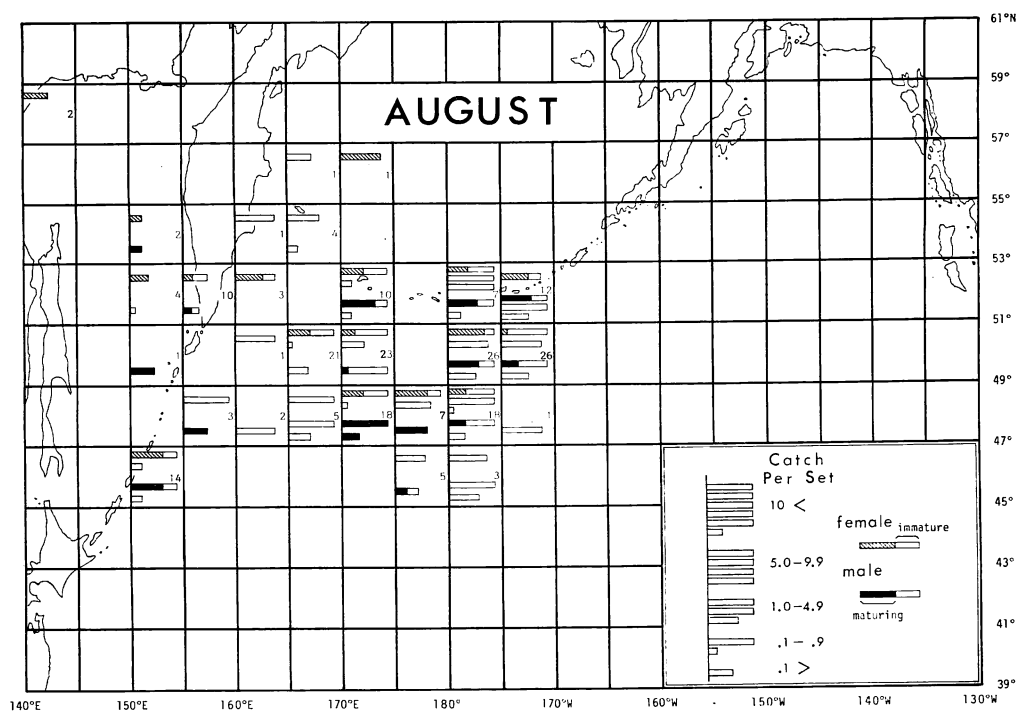 61°N
59°
AUGUST
2
57°
1 1
55°
2 1 4
53°
4 10 3 10 7 12
51°
1 1 21 23 26 26
49°
3 2 5 18 7 18 1
47°
14 5 3
Catch
Per Set
45°
10 <
female immature
5.0-9.9
43°
male
1.0-4.9
maturing
41°
.1- .9
.1 >
39°
140°E 150°E 160°E 170°E 180° 170°W 160°W 150°W 140°W 130°W